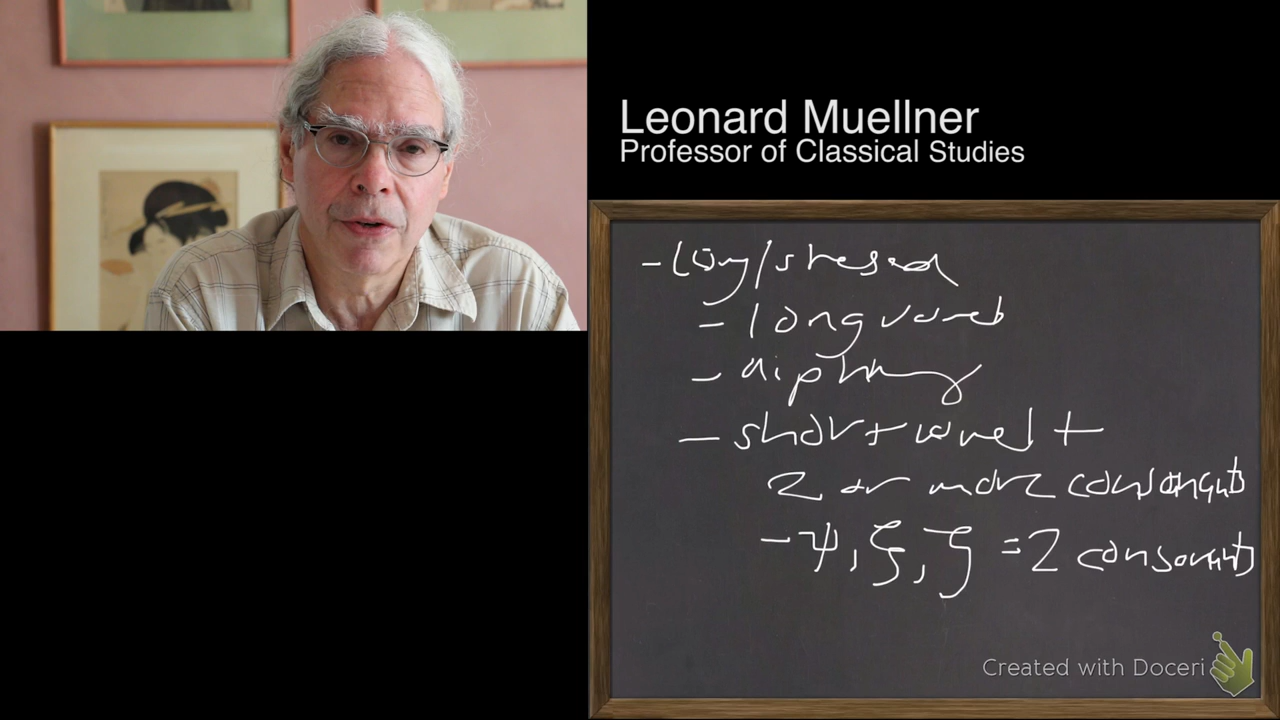 Leonard Muellner
Professor of Classical Studies
- long/stressed
- long vowel
- diphthong
- short vowel +
2 or more consonants
- ψ, ξ, ζ = 2 consonants
Created with Doceri